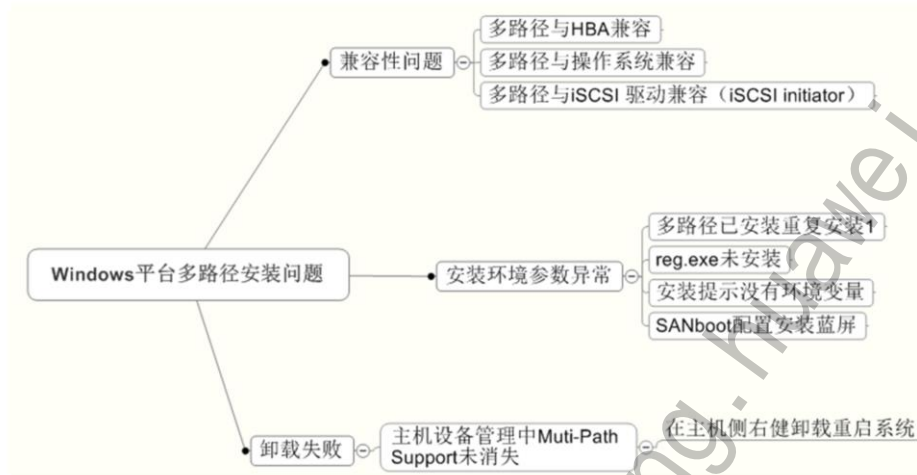 多路径与HBA兼容
兼容性问题
多路径与操作系统兼容
多路径与iSCSI 驱动兼容（iSCSI initiator）
多路径已安装重复安装1
Windows平台多路径安装问题
安装环境参数异常
reg.exe未安装
安装提示没有环境变量
SANboot配置安装蓝屏
卸载失败
主机设备管理中Muti-Path
Support未消失
在主机侧右健卸载重启系统
ng.huawei